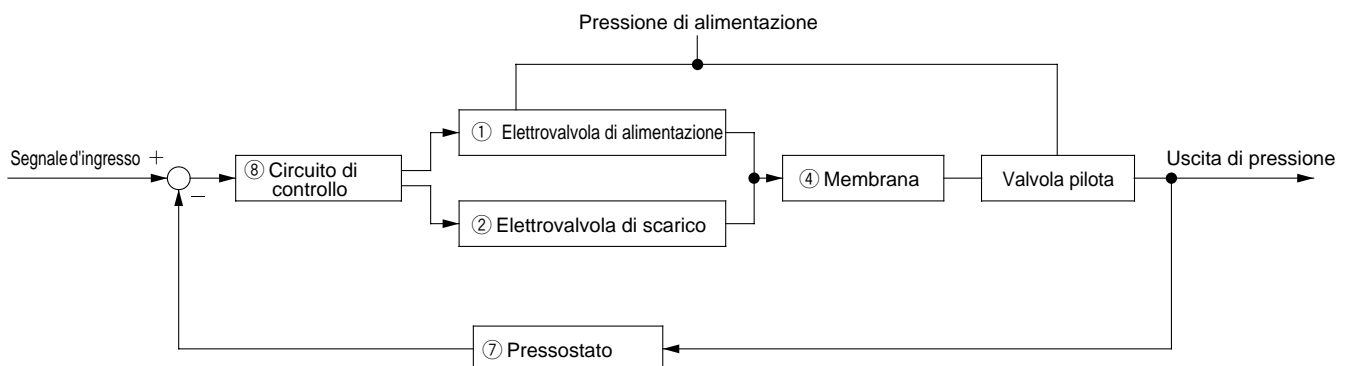 Pressione di alimentazione
① Elettrovalvola di alimentazione
Segnale d'ingresso +
−
⑧ Circuito di
controllo
④ Membrana
Valvola pilota
Uscita di pressione
② Elettrovalvola di scarico
⑦ Pressostato